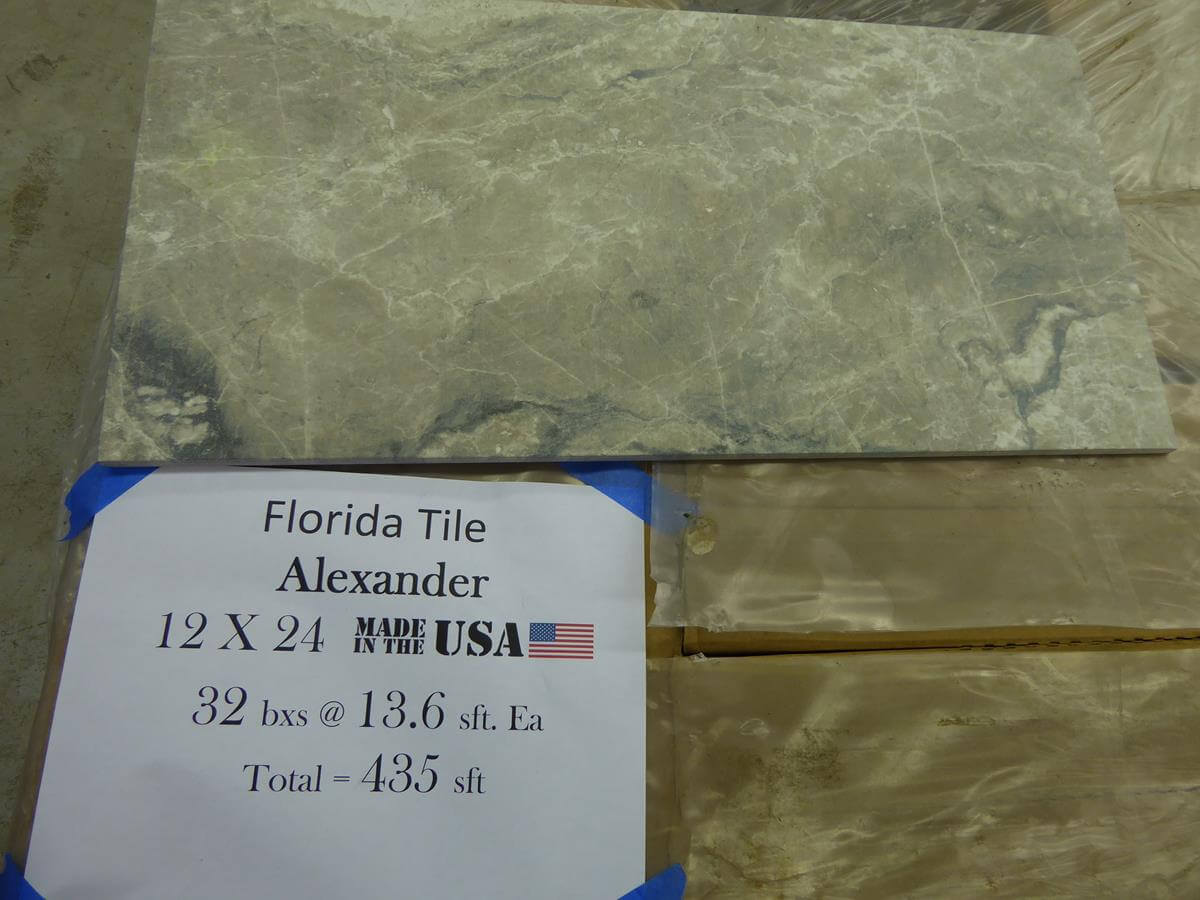 Florida Tile
Alexander
12 X 24 MADE IN THE USA
32 bxs @ 13.6 sft. Ea
Total = 435 sft